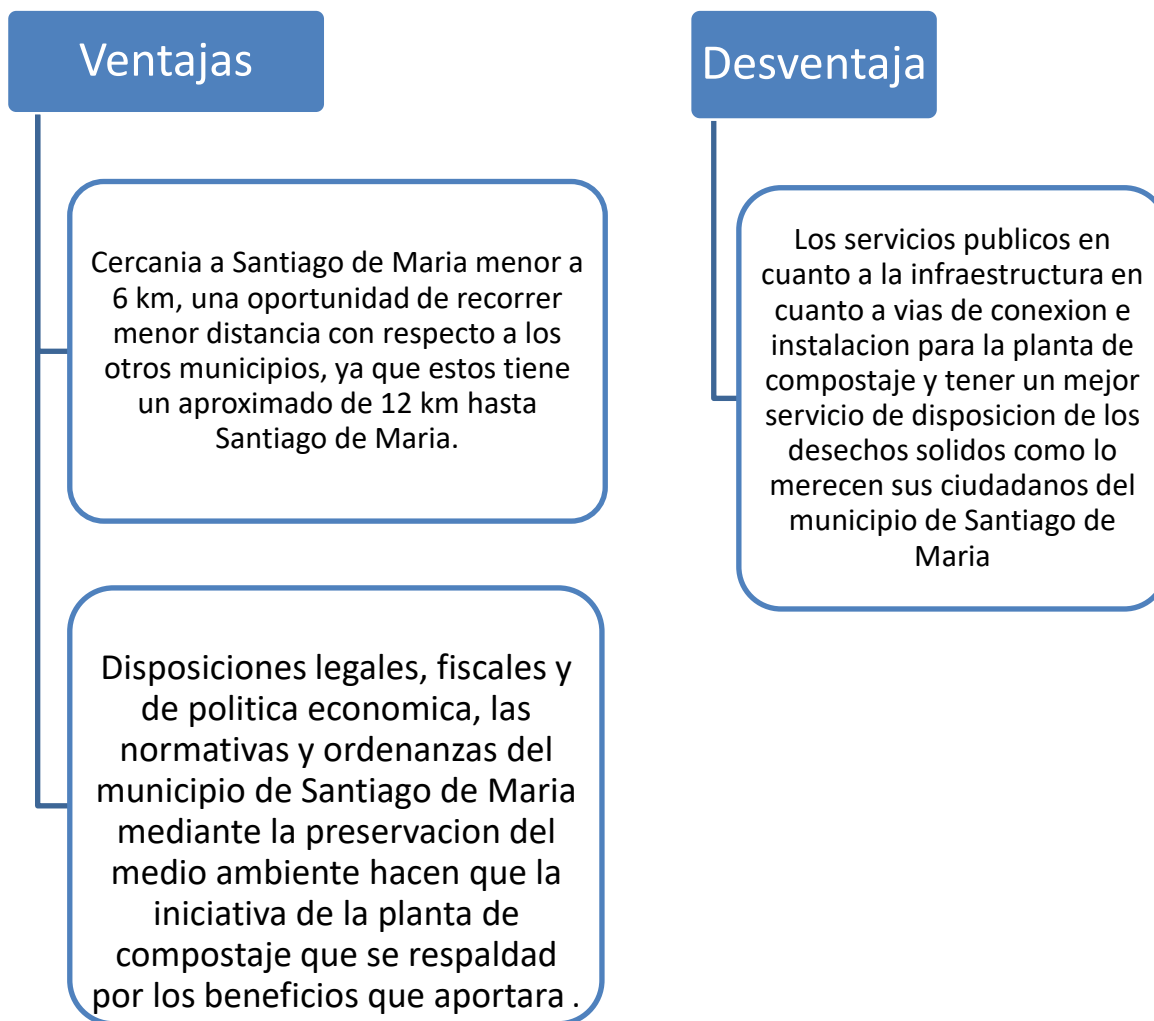 Ventajas
Cercania a Santiago de Maria menor a
6 km, una oportunidad de recorrer
menor distancia con respecto a los
otros municipios, ya que estos tiene
un aproximado de 12 km hasta
Santiago de Maria.
Disposiciones legales, fiscales y
de politica economica, las
normativas y ordenanzas del
municipio de Santiago de Maria
mediante la preservacion del
medio ambiente hacen que la
iniciativa de la planta de
compostaje que se respaldad
por los beneficios que aportara .
Desventaja
Los servicios publicos en
cuanto a la infraestructura en
cuanto a vias de conexion e
instalacion para la planta de
compostaje y tener un mejor
servicio de disposicion de los
desechos solidos como lo
merecen sus ciudadanos del
municipio de Santiago de
Maria